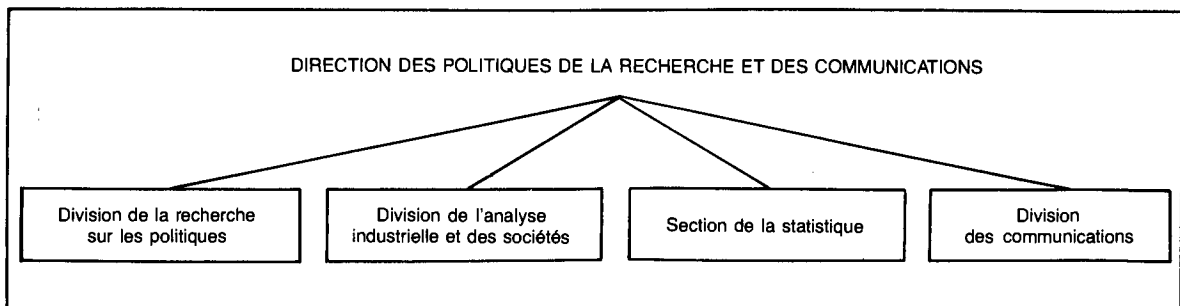 DIRECTION DES POLITIQUES DE LA RECHERCHE ET DES COMMUNICATIONS
Division de la recherche
sur les politiques
Division de l'analyse
industrielle et des sociétés
Section de la statistique
Division
des communications